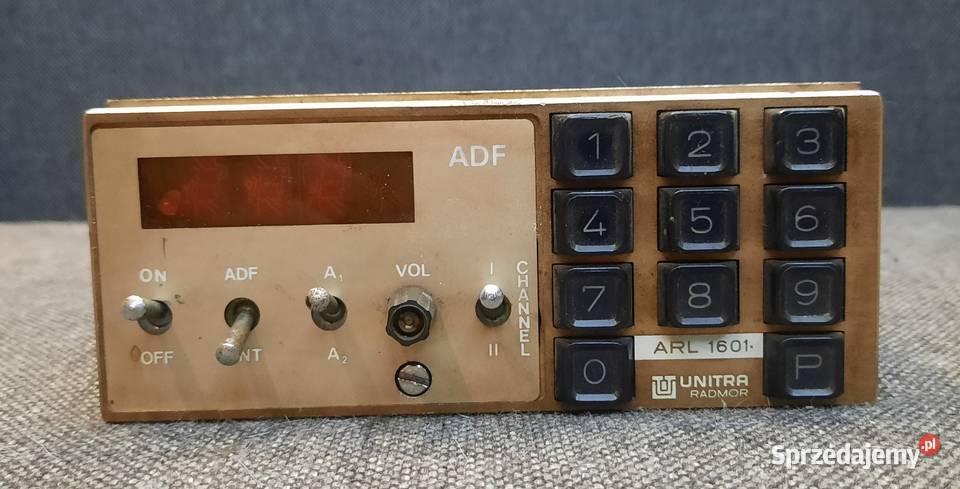 ADF
ON
ADF
A₁
VOL
I
CHANNEL
OFF
NT
A₂
II
1
2
3
4
5
6
7
8
9
0
ARL 1601
P
UNITRA
RADMOR
Sprzedajemy.pl